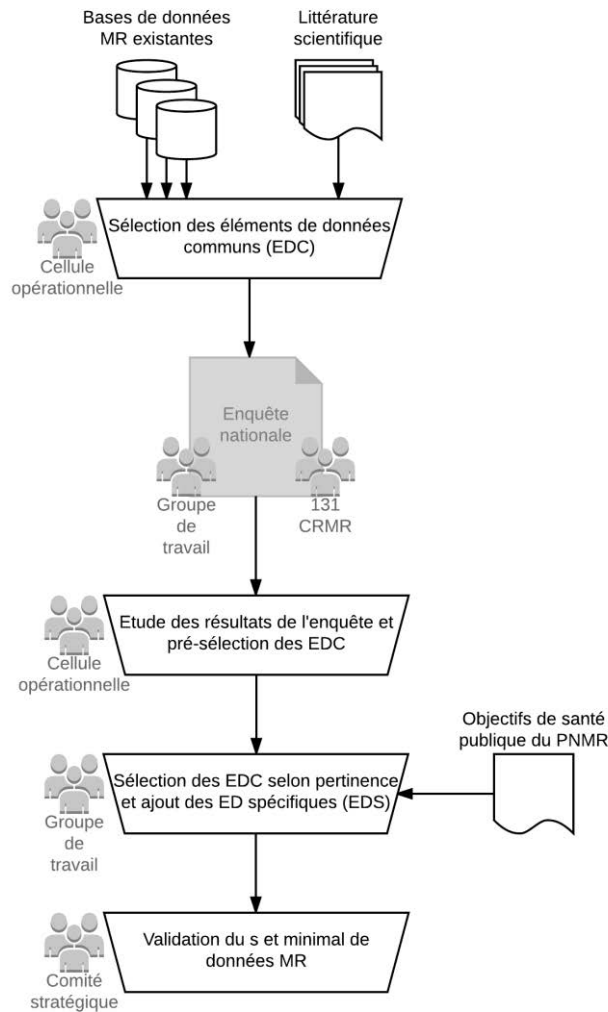 Bases de données
MR existantes
Littérature
scientifique
Sélection des éléments de données
communs (EDC)
Cellule
opérationnelle
Enquête
nationale
Groupe
de
travail
131
CRMR
Etude des résultats de l'enquête et
pré-sélection des EDC
Cellule
opérationnelle
Objectifs de santé
publique du PNMR
Sélection des EDC selon pertinence
et ajout des ED spécifiques (EDS)
Groupe
de
travail
Validation du s et minimal de
données MR
Comité
stratégique